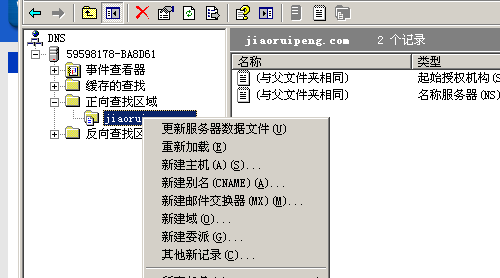 DNS
59598178-BA8D61
事件查看器
缓存的查找
正向查找区域
jiaorui
反向查找区
jiaoruipeng.com 2 个记录
名称 类型
(与父文件夹相同) 起始授权机构(S
(与父文件夹相同) 名称服务器(NS)
更新服务器数据文件(U)
重新加载(E)
新建主机(A)(S)...
新建别名(CNAME)(A)...
新建邮件交换器(MX)(M)...
新建域(O)...
新建委派(G)...
其他新记录(C)...